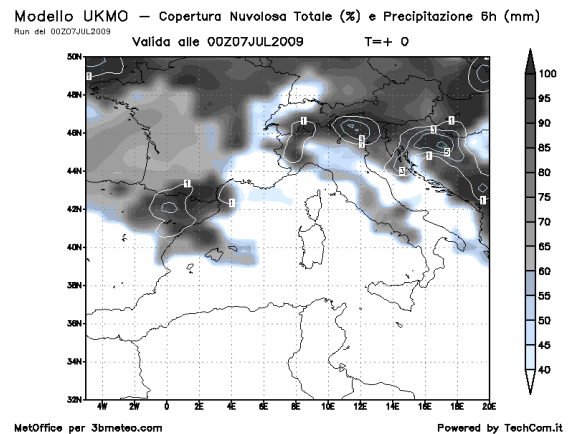 Modello UKMO – Copertura Nuvolosa Totale (%) e Precipitazione 6h (mm)
Run del 00Z07JUL2009
Valida alle 00Z07JUL2009 T=+ 0
50N
48N
46N
44N
42N
40N
38N
36N
34N
32N
4W 2W 0 2E 4E 6E 8E 10E 12E 14E 16E 18E 20E
100
95
90
85
80
75
70
65
60
55
50
45
40
MetOffice per 3bmeteo.com Powered by TechCom.it